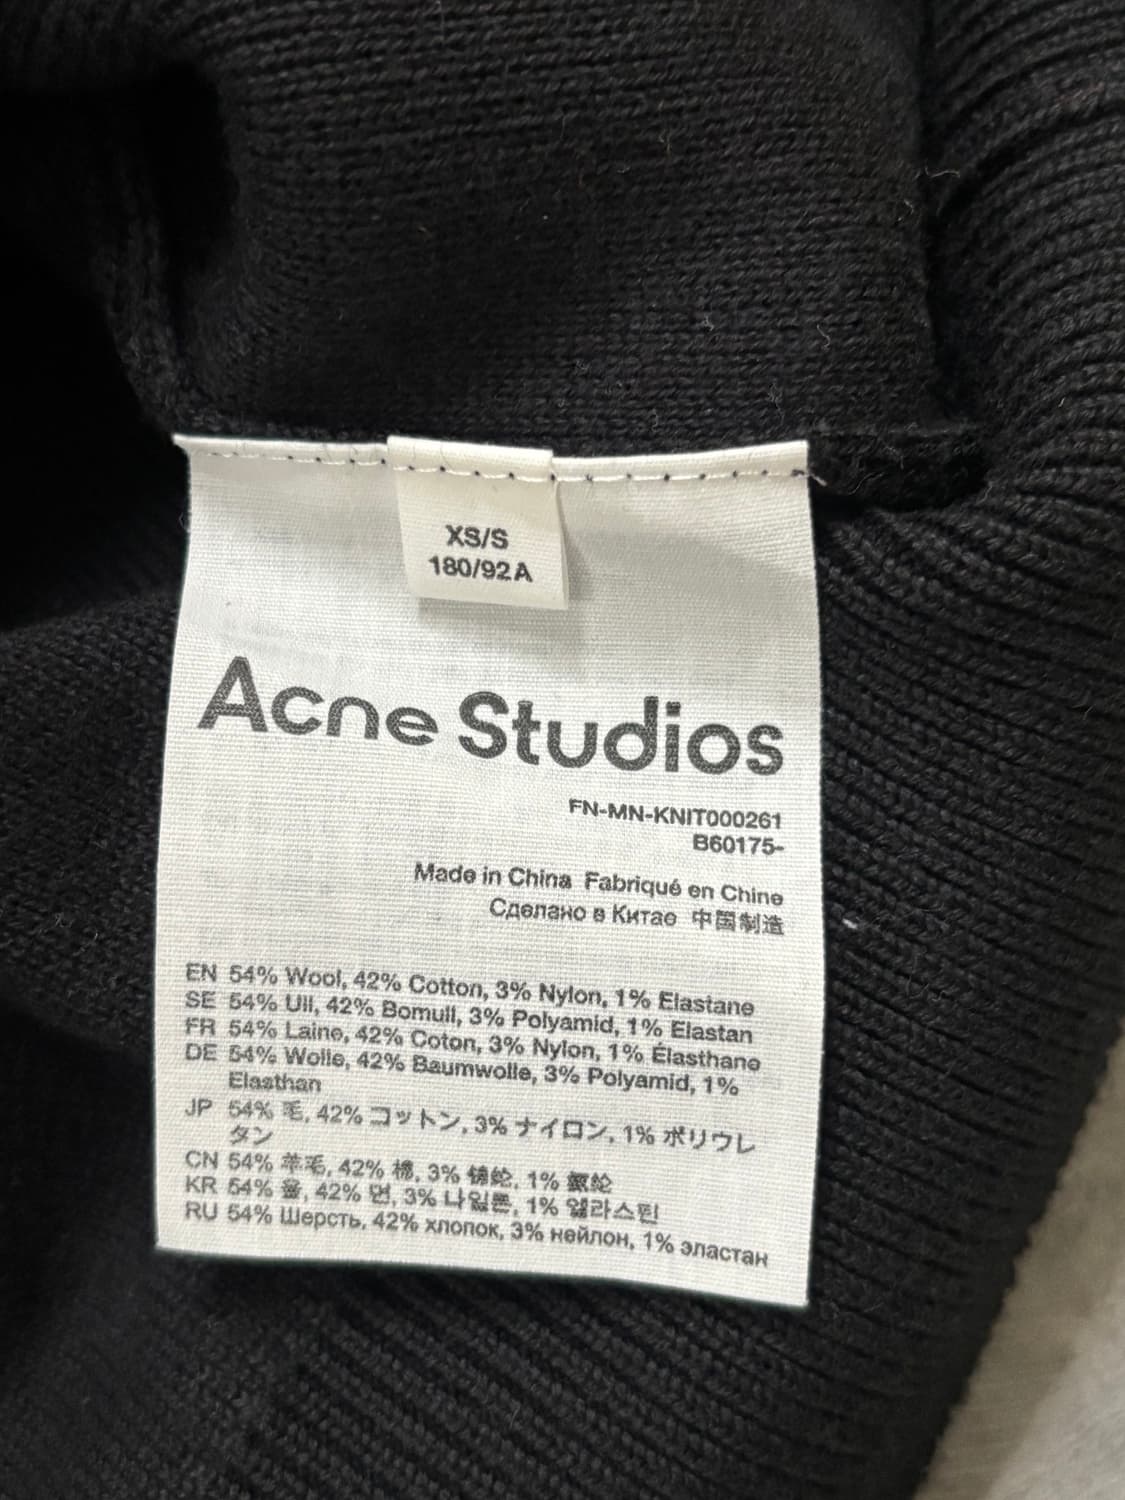 XS/S
180/92A
Acne Studios
FN-MN-KNIT000261
B60175-
Made in China Fabriqué en Chine
Сделано в Китае 中国制造
EN 54% Wool, 42% Cotton, 3% Nylon, 1% Elastane
SE 54% Ull, 42% Bomull, 3% Polyamid, 1% Elastan
FR 54% Laine, 42% Coton, 3% Nylon, 1% Élasthane
DE 54% Wolle, 42% Baumwolle, 3% Polyamid, 1%
Elasthan
JP 54% 毛, 42% コットン, 3% ナイロン, 1% ポリウレ
タン
CN 54% 羊毛, 42% 棉, 3% 锦纶, 1% 氨纶
KR 54% 울, 42% 면, 3% 나일론, 1% 엘라스틴
RU 54% Шерсть, 42% хлопок, 3% нейлон, 1% эластан